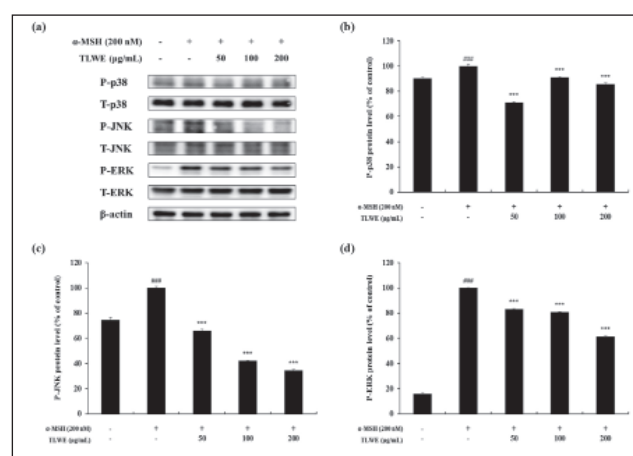 (a)
α-MSH (200 nM) - + + + +
TLWE (μg/mL) - - 50 100 200
P-p38
T-p38
P-JNK
T-JNK
P-ERK
T-ERK
β-actin
(b)
P-p38 protein level (% of control)
120
100
80
60
40
20
0
###
***
***
***
α-MSH (200 nM) - + + + +
TLWE (μg/mL) - - 50 100 200
(c)
P-JNK protein level (% of control)
120
100
80
60
40
20
0
###
***
***
***
α-MSH (200 nM) - + + + +
TLWE (μg/mL) - - 50 100 200
(d)
P-ERK protein level (% of control)
120
100
80
60
40
20
0
###
***
***
***
α-MSH (200 nM) - + + + +
TLWE (μg/mL) - - 50 100 200